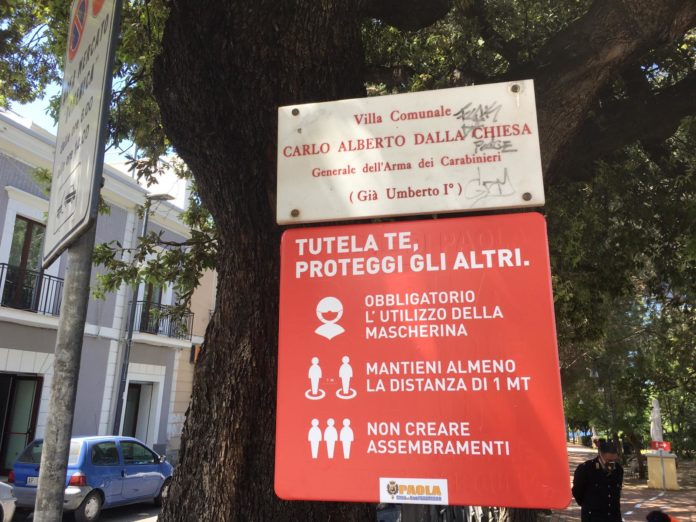 Villa Comunale
CARLO ALBERTO DALLA CHIESA
Generale dell'Arma dei Carabinieri
( Già Umberto I° )
TUTELA TE,
PROTEGGI GLI ALTRI.
OBBLIGATORIO
L' UTILIZZO DELLA
MASCHERINA
MANTIENI ALMENO
LA DISTANZA DI 1 MT
NON CREARE
ASSEMBRAMENTI
PAOLA
MERCATO